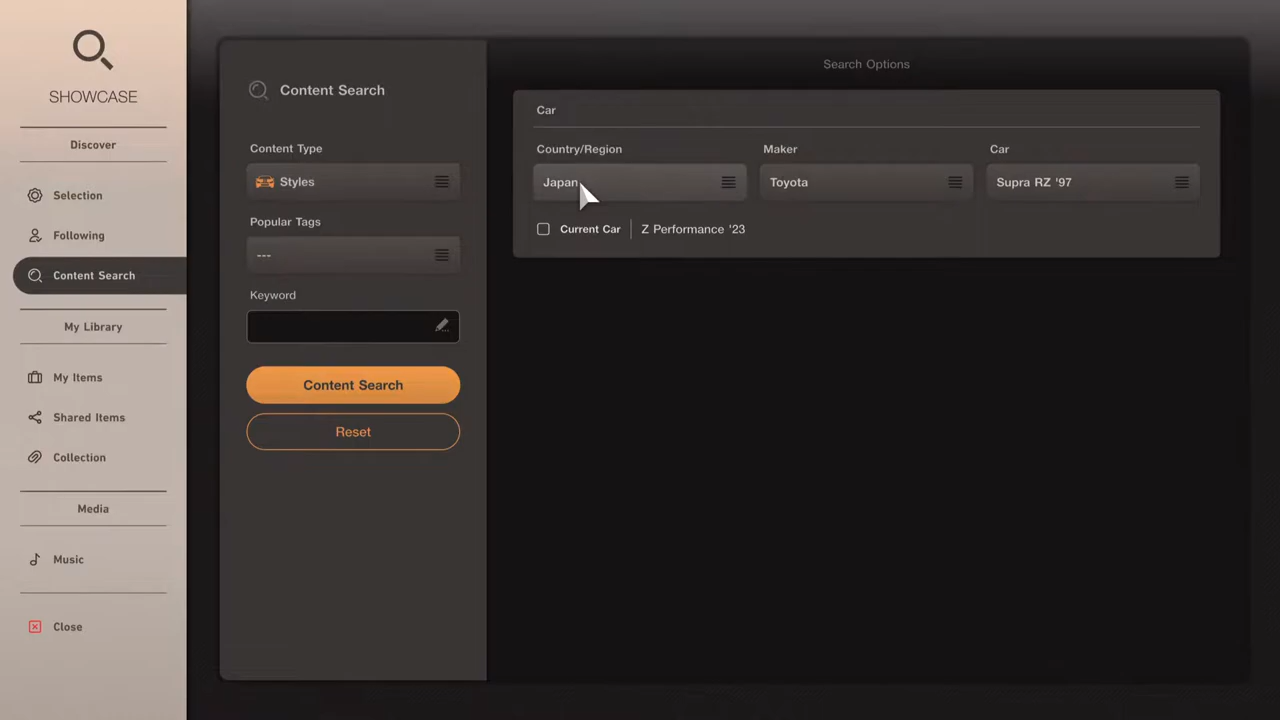 SHOWCASE
Discover
Selection
Following
Content Search
My Library
My Items
Shared Items
Collection
Media
Music
Close
Content Search
Content Type
Styles
Popular Tags
---
Keyword
Content Search
Reset
Search Options
Car
Country/Region Maker Car
Japan Toyota Supra RZ '97
Current Car Z Performance '23